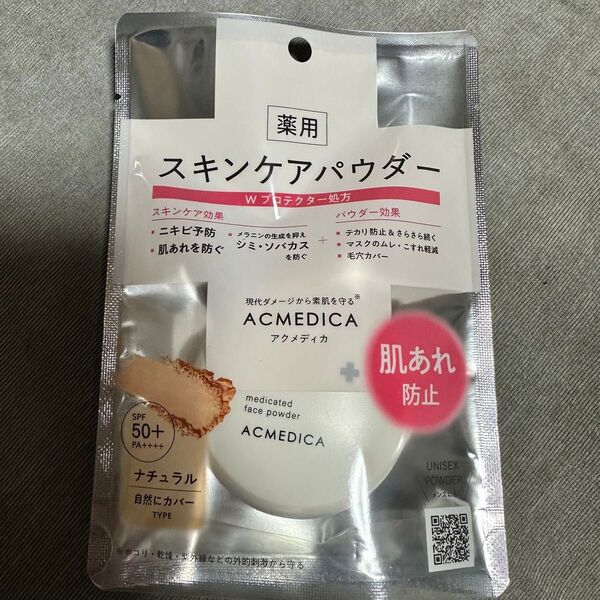 薬用
スキンケアパウダー
Wプロテクター処方
スキンケア効果
・ニキビ予防
・肌あれを防ぐ
・メラニンの生成を抑え
シミ・ソバカス
を防ぐ
+
パウダー効果
・テカリ防止&さらさら続く
・マスクのムレ・こすれ軽減
・毛穴カバー
現代ダメージから素肌を守る※
ACMEDICA
アクメディカ
肌あれ
防止
medicated
face powder
ACMEDICA
SPF
50+
PA++++
ナチュラル
自然にカバー
TYPE
UNISEX
POWDER
メンズにも!
※ホコリ・乾燥・紫外線などの外的刺激から守る